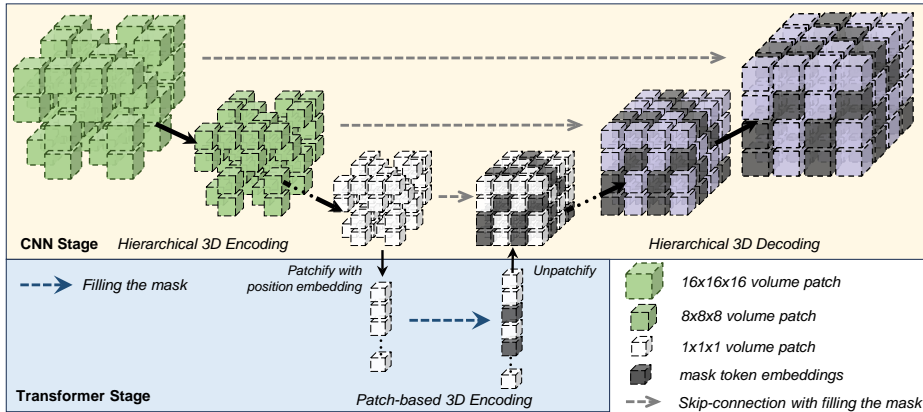 CNN Stage
Hierarchical 3D Encoding
Hierarchical 3D Decoding
Filling the mask
Patchify with
position embedding
Unpatchify
Transformer Stage
Patch-based 3D Encoding
16x16x16 volume patch
8x8x8 volume patch
1x1x1 volume patch
mask token embeddings
Skip-connection with filling the mask